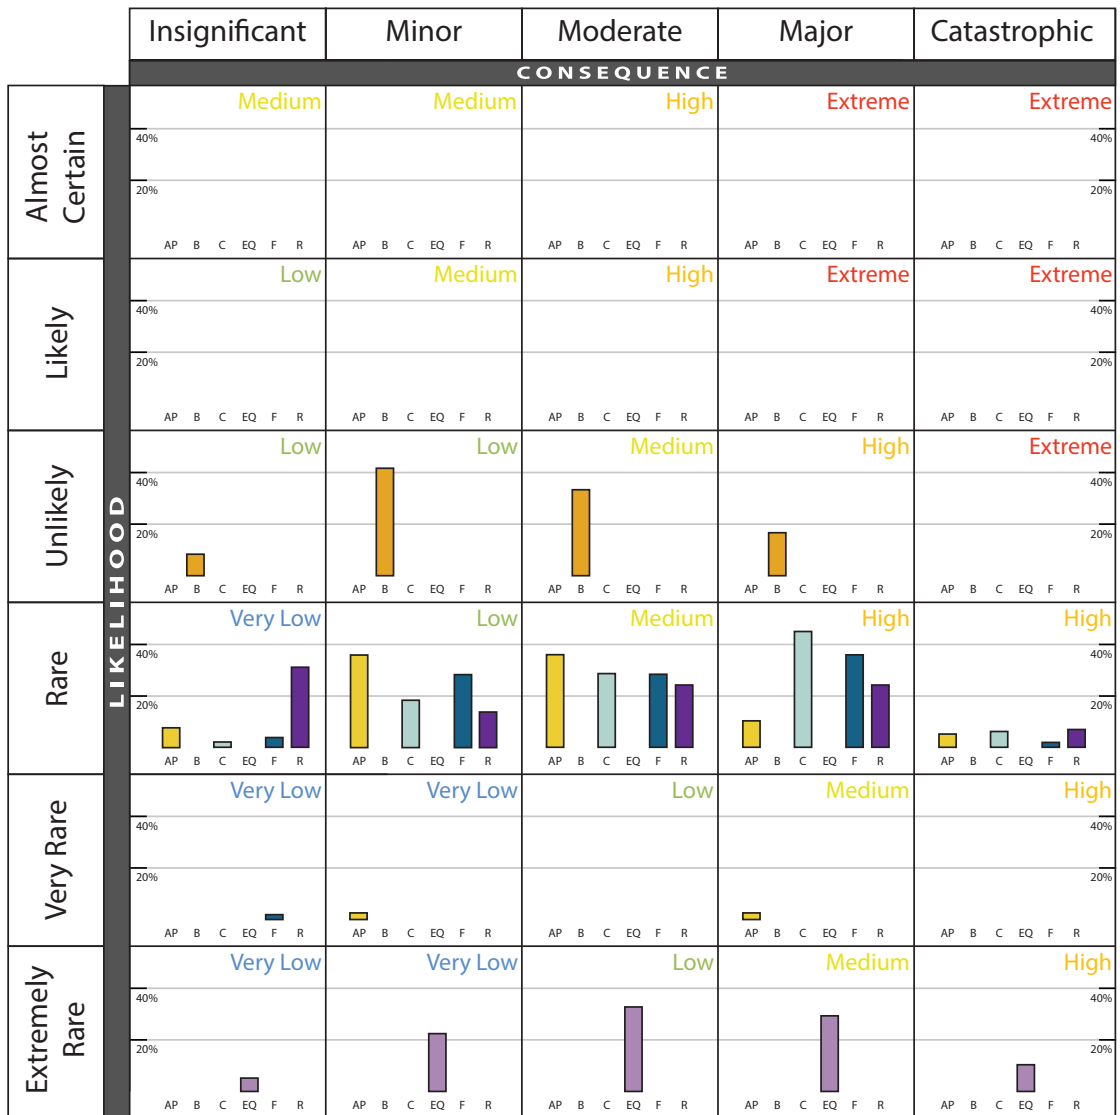 Insignificant Minor Moderate Major Catastrophic
CONSEQUENCE
LIKELIHOOD
Almost
Certain
Medium Medium High Extreme Extreme
40% 40%
20% 20%
AP B C EQ F R AP B C EQ F R AP B C EQ F R AP B C EQ F R AP B C EQ F R
Likely
Low Medium High Extreme Extreme
40% 40%
20% 20%
AP B C EQ F R AP B C EQ F R AP B C EQ F R AP B C EQ F R AP B C EQ F R
Unlikely
Low Low Medium High Extreme
40% 40%
20% 20%
AP B C EQ F R AP B C EQ F R AP B C EQ F R AP B C EQ F R AP B C EQ F R
Rare
Very Low Low Medium High High
40% 40%
20% 20%
AP B C EQ F R AP B C EQ F R AP B C EQ F R AP B C EQ F R AP B C EQ F R
Very Rare
Very Low Very Low Low Medium High
40% 40%
20% 20%
AP B C EQ F R AP B C EQ F R AP B C EQ F R AP B C EQ F R AP B C EQ F R
Extremely
Rare
Very Low Very Low Low Medium High
40% 40%
20% 20%
AP B C EQ F R AP B C EQ F R AP B C EQ F R AP B C EQ F R AP B C EQ F R